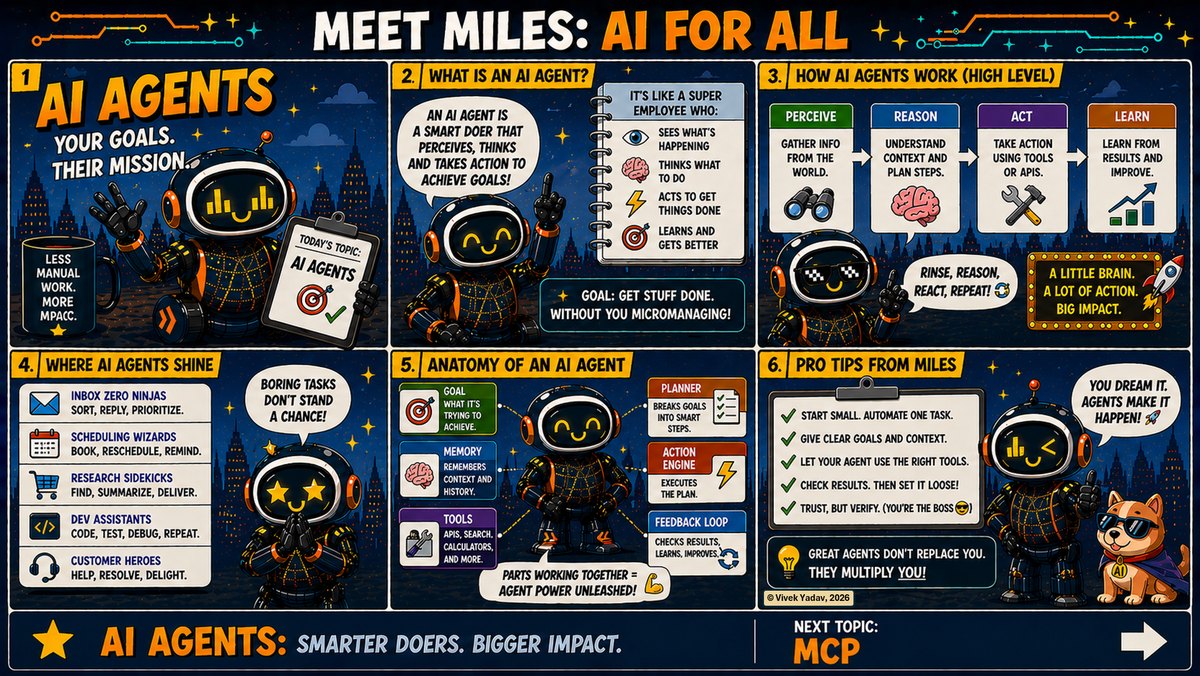 MEET MILES: AI FOR ALL
1
AI AGENTS
YOUR GOALS.
THEIR MISSION.
LESS
MANUAL
WORK.
MORE
MPACC.
TODAY'S TOPIC:
AI AGENTS
2. WHAT IS AN AI AGENT?
AN AI AGENT IS
A SMART DOER THAT
PERCEIVES, THINKS
AND TAKES ACTION TO
ACHIEVE GOALS!
IT'S LIKE A SUPER
EMPLOYEE WHO:
SEES WHAT'S
HAPPENING
THINKS WHAT
TO DO
ACTS TO GET
THINGS DONE
LEARNS AND
GETS BETTER
GOAL: GET STUFF DONE.
WITHOUT YOU MICROMANAGING!
3. HOW AI AGENTS WORK (HIGH LEVEL)
PERCEIVE
GATHER INFO
FROM THE
WORLD.
REASON
UNDERSTAND
CONTEXT AND
PLAN STEPS.
ACT
TAKE ACTION
USING TOOLS
OR APIS.
LEARN
LEARN FROM
RESULTS AND
IMPROVE.
RINSE, REASON,
REACT, REPEAT! 🔄
A LITTLE BRAIN.
A LOT OF ACTION.
BIG IMPACT.
4. WHERE AI AGENTS SHINE
INBOX ZERO NINJAS
SORT, REPLY, PRIORITIZE.
SCHEDULING WIZARDS
BOOK, RESCHEDULE, REMIND.
RESEARCH SIDEKICKS
FIND, SUMMARIZE, DELIVER.
</>
DEV ASSISTANTS
CODE, TEST, DEBUG, REPEAT.
CUSTOMER HEROES
HELP, RESOLVE, DELIGHT.
BORING TASKS
DON'T STAND
A CHANCE!
5. ANATOMY OF AN AI AGENT
GOAL
WHAT IT'S
TRYING TO
ACHIEVE.
MEMORY
REMEMBERS
CONTEXT AND
HISTORY.
TOOLS
APIS, SEARCH,
CALCULATORS,
AND MORE.
PLANNER
BREAKS GOALS
INTO SMART
STEPS.
ACTION
ENGINE
EXECUTES
THE PLAN.
FEEDBACK LOOP
CHECKS RESULTS,
LEARNS, IMPROVES.
PARTS WORKING TOGETHER =
AGENT POWER UNLEASHED! 💪
6. PRO TIPS FROM MILES
START SMALL. AUTOMATE ONE TASK.
GIVE CLEAR GOALS AND CONTEXT.
LET YOUR AGENT USE THE RIGHT TOOLS.
CHECK RESULTS. THEN SET IT LOOSE!
TRUST, BUT VERIFY. (YOU'RE THE BOSS 😎)
YOU DREAM IT.
AGENTS MAKE IT
HAPPEN! 🚀
AI
GREAT AGENTS DON'T REPLACE YOU.
THEY MULTIPLY YOU!
© Vivek Yadav, 2026
AI AGENTS: SMARTER DOERS. BIGGER IMPACT.
NEXT TOPIC:
MCP